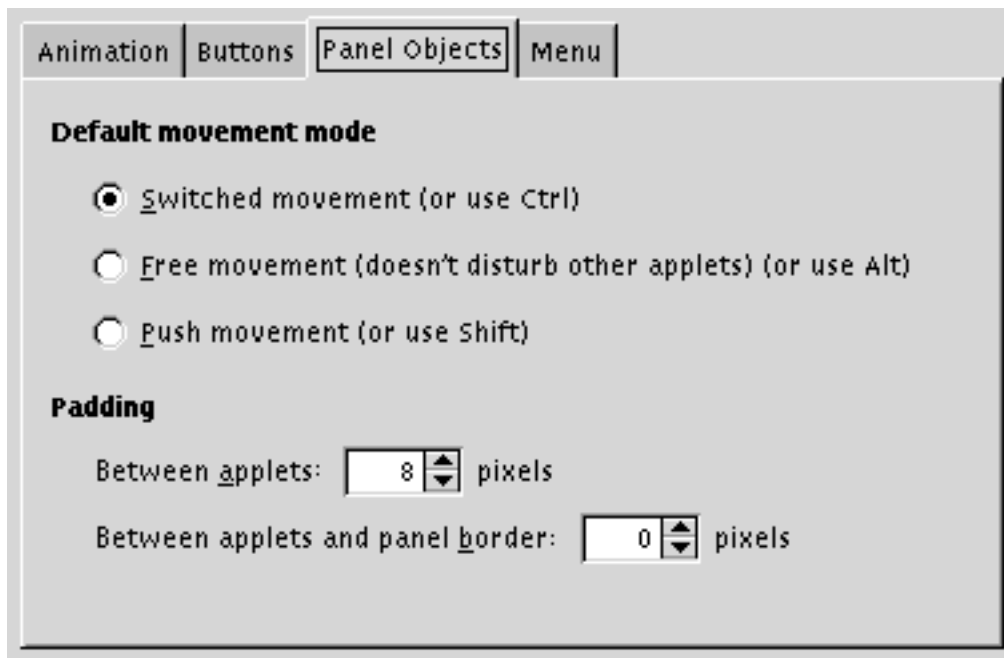 Animation Buttons Panel Objects Menu
Default movement mode
Switched movement (or use Ctrl)
Free movement (doesn't disturb other applets) (or use Alt)
Push movement (or use Shift)
Padding
Between applets: 8 pixels
Between applets and panel border: 0 pixels